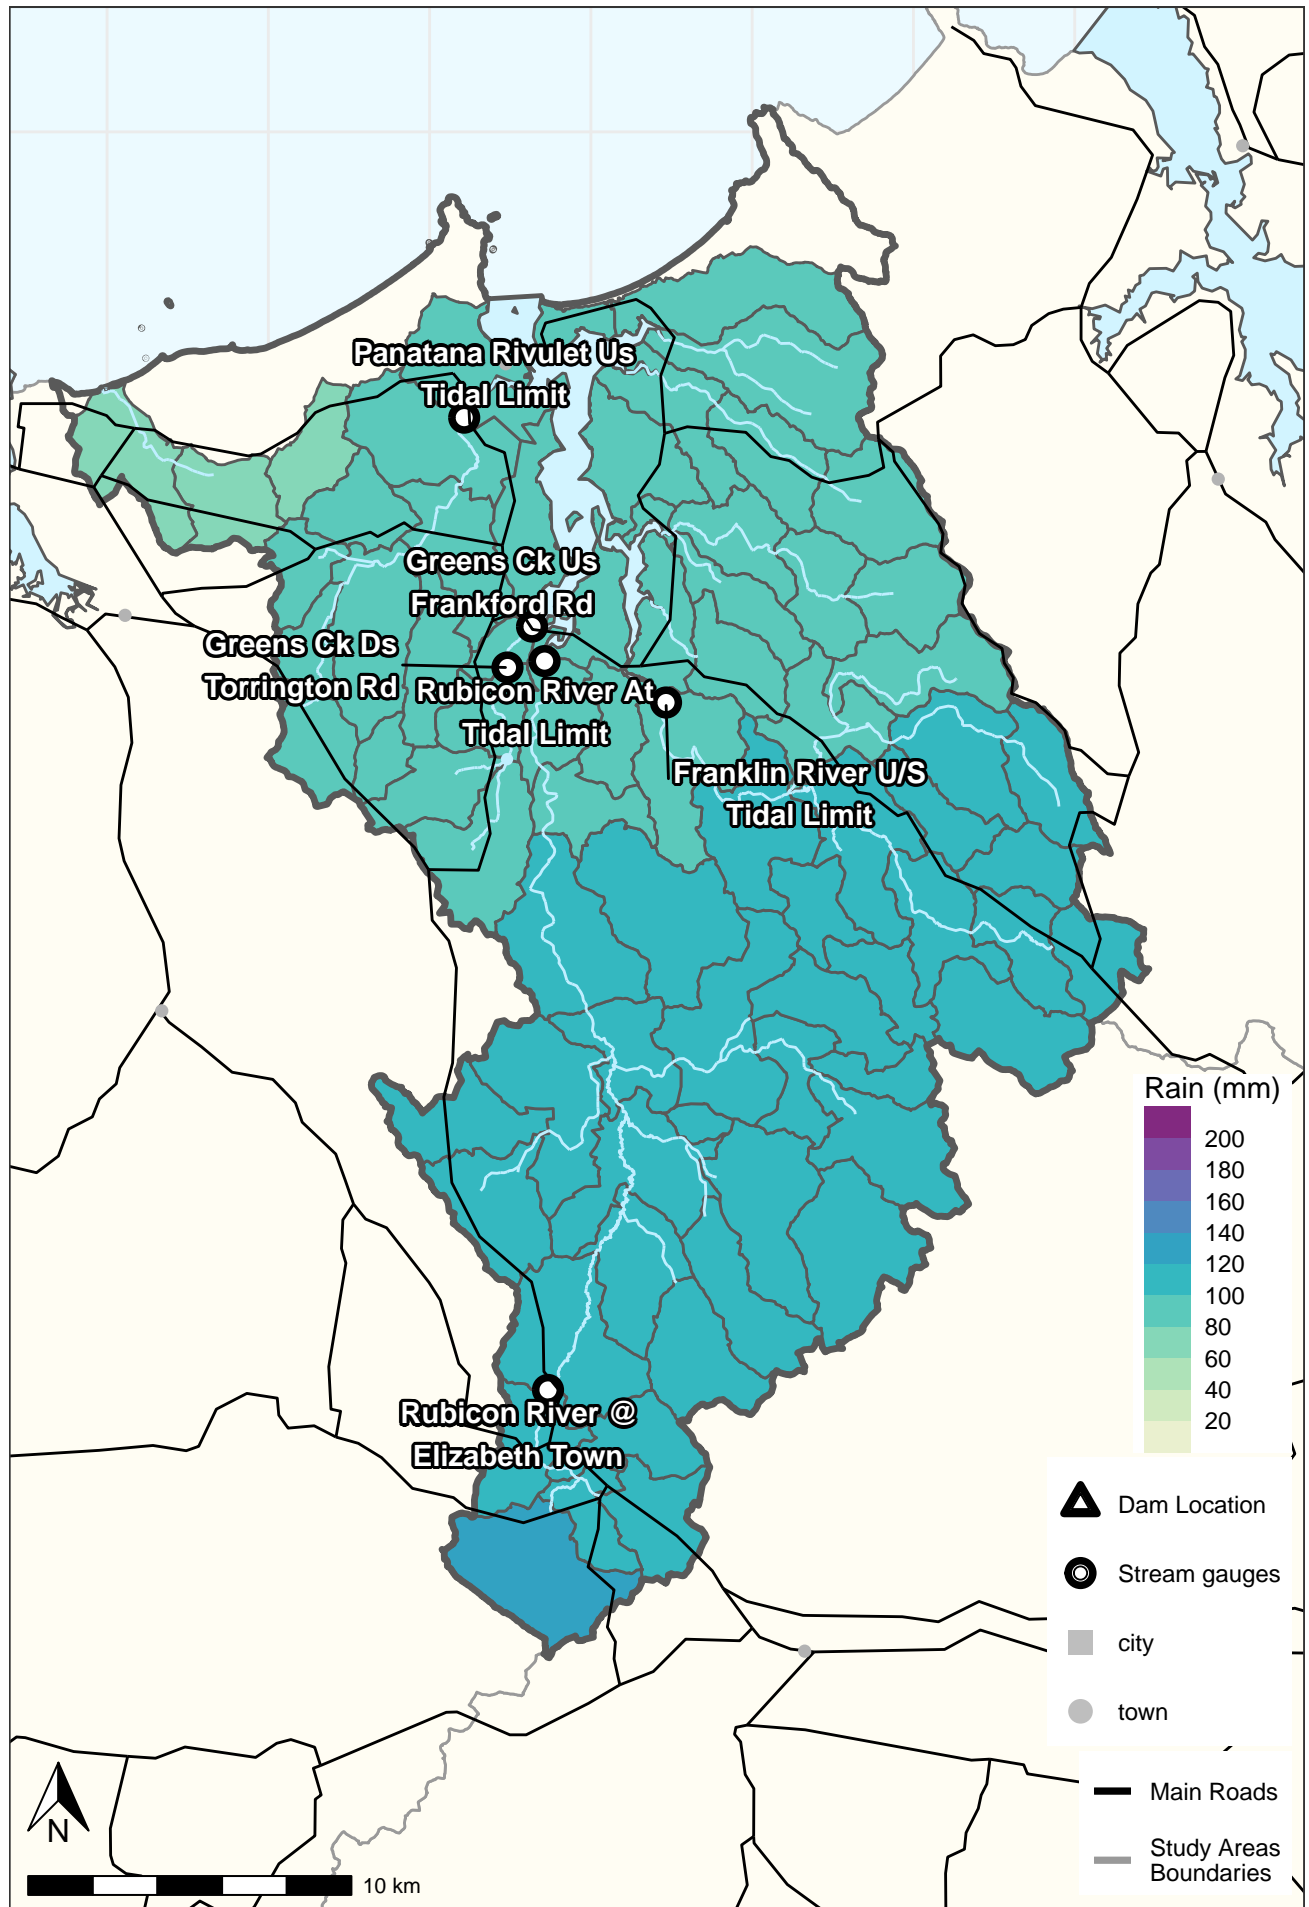 Panatana Rivulet Us
Tidal Limit
Greens Ck Us
Frankford Rd
Greens Ck Ds
Torrington Rd
Rubicon River At
Tidal Limit
Franklin River U/S
Tidal Limit
Rubicon River @
Elizabeth Town
Rain (mm)
200
180
160
140
120
100
80
60
40
20
Dam Location
Stream gauges
city
town
Main Roads
Study Areas
Boundaries
N
10 km